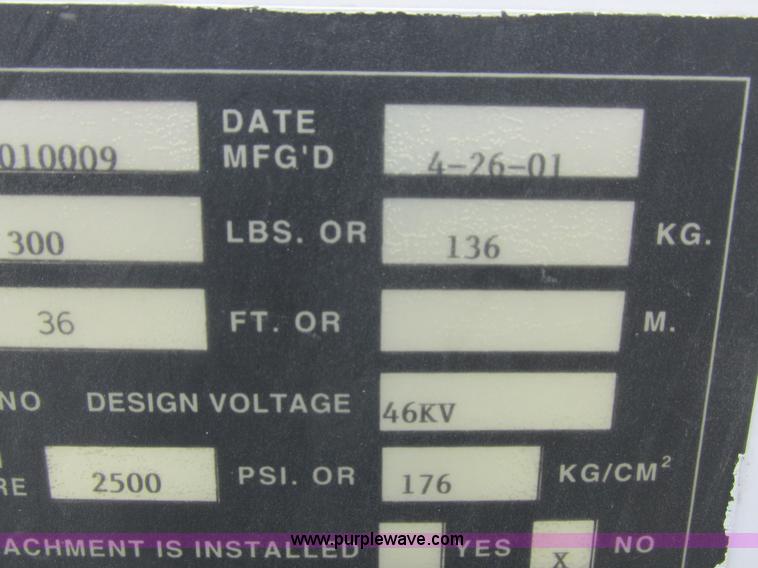 DATE
010009 MFG'D 4-26-01
300 LBS. OR 136 KG.
36 FT. OR M.
NO DESIGN VOLTAGE 46KV
RE 2500 PSI. OR 176 KG/CM²
ACHMENT IS INSTALLED YES X NO
www.purplewave.com